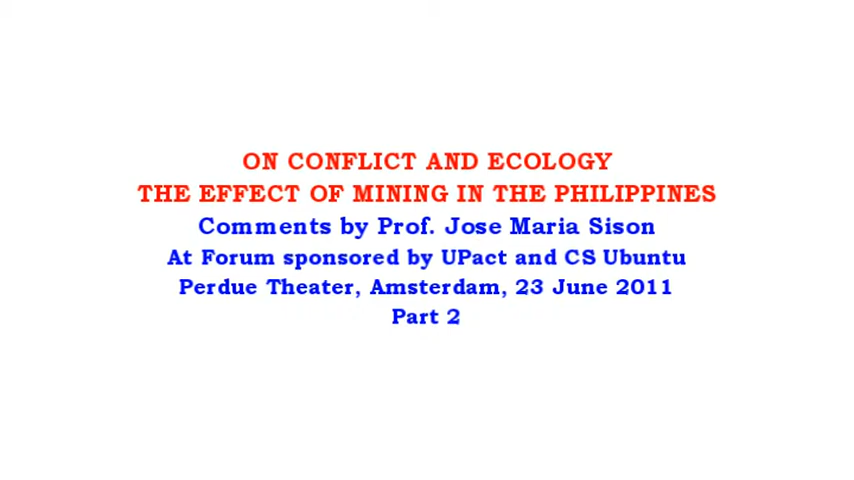 ON CONFLICT AND ECOLOGY
THE EFFECT OF MINING IN THE PHILIPPINES
Comments by Prof. Jose Maria Sison
At Forum sponsored by UPact and CS Ubuntu
Perdue Theater, Amsterdam, 23 June 2011
Part 2